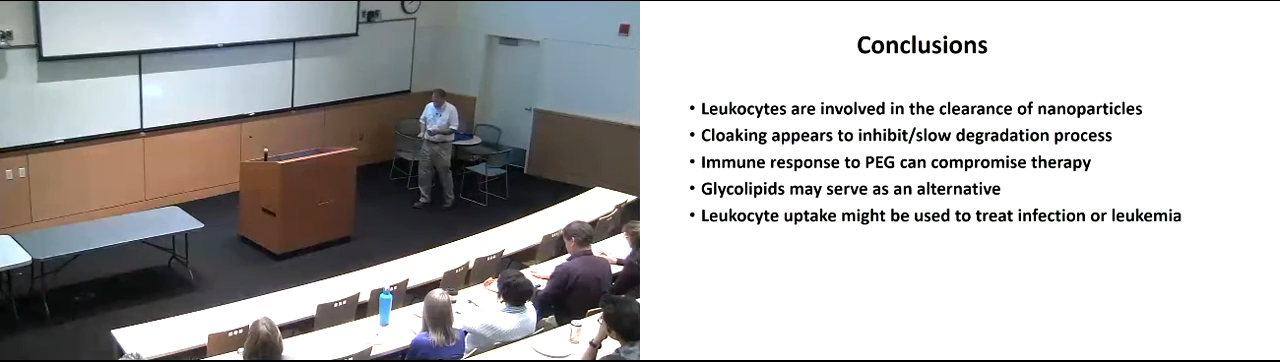 Conclusions
• Leukocytes are involved in the clearance of nanoparticles
• Cloaking appears to inhibit/slow degradation process
• Immune response to PEG can compromise therapy
• Glycolipids may serve as an alternative
• Leukocyte uptake might be used to treat infection or leukemia